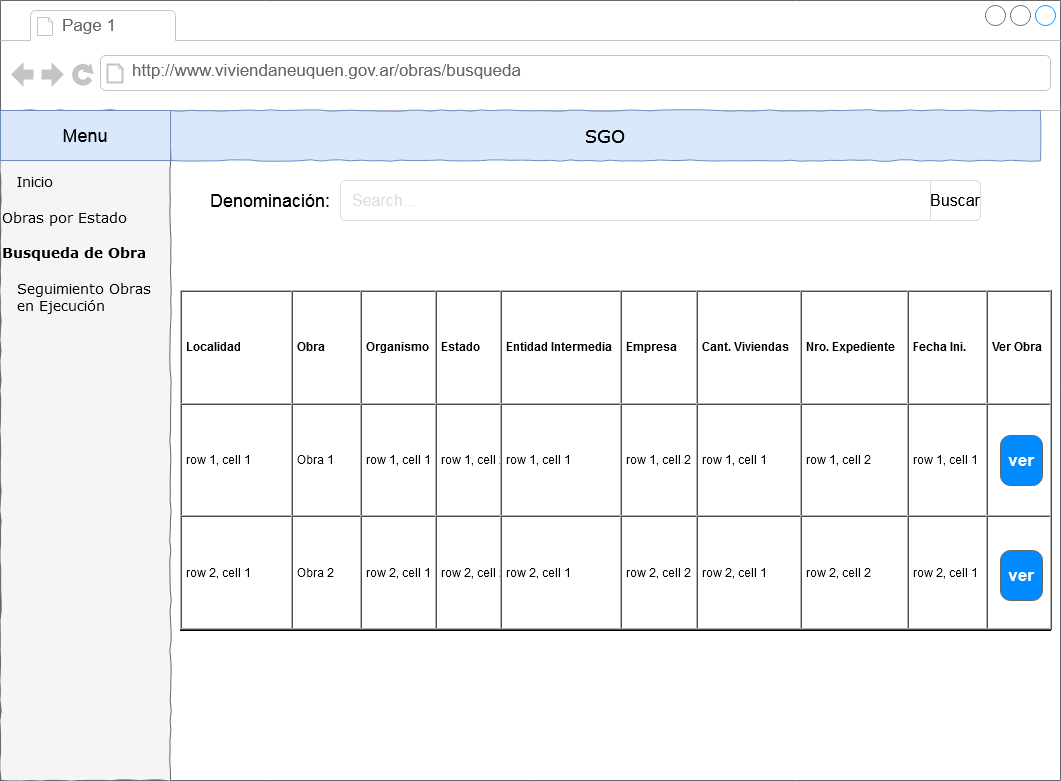 Page 1
http://www.viviendaneuquen.gov.ar/obras/busqueda
Menu
SGO
Inicio
Obras por Estado
Busqueda de Obra
Seguimiento Obras
en Ejecución
Denominación:
Search...
Buscar
Localidad Obra Organismo Estado Entidad Intermedia Empresa Cant. Viviendas Nro. Expediente Fecha Ini. Ver Obra
row 1, cell 1 Obra 1 row 1, cell 1 row 1, cell row 1, cell 1 row 1, cell 2 row 1, cell 1 row 1, cell 2 row 1, cell 1 ver
row 2, cell 1 Obra 2 row 2, cell 1 row 2, cell row 2, cell 1 row 2, cell 2 row 2, cell 1 row 2, cell 2 row 2, cell 1 ver